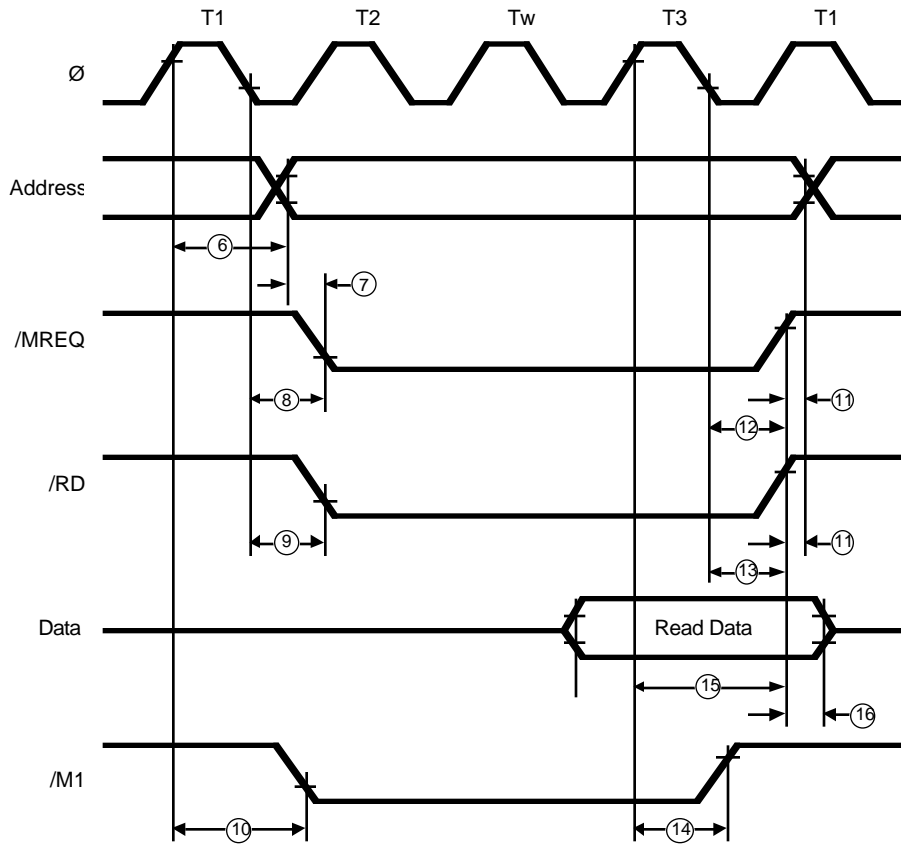 T1 T2 Tw T3 T1
Ø
Address
6
7
/MREQ
8
11
12
/RD
9
11
13
Data
Read Data
15
16
/M1
10
14